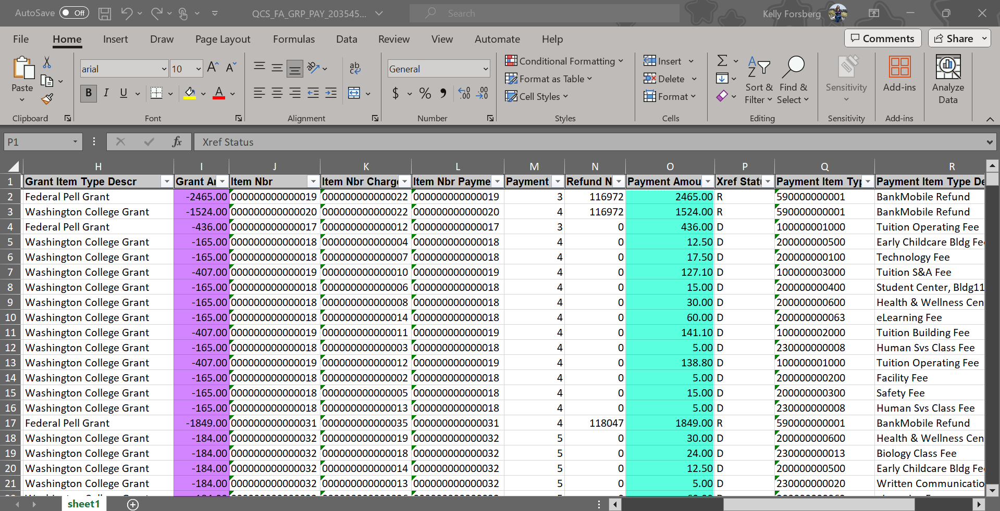 AutoSave Off QCS_FA_GRP_PAY_203545... Search Kelly Forsberg
File Home Insert Draw Page Layout Formulas Data Review View Automate Help Comments Share
Paste arial 10 General Conditional Formatting Format as Table Cell Styles Insert Delete Format Sort & Filter Find & Select Sensitivity Add-ins Analyze Data
Clipboard Font Alignment Number Styles Cells Editing Sensitivity Add-ins
P1 fx Xref Status
H I J K L M N O P Q R
1 Grant Item Type Descr Grant Ar Item Nbr Item Nbr Charg Item Nbr Payme Payment Refund N Payment Amou Xref Stat Payment Item Typ Payment Item Type De
2 Federal Pell Grant -2465.00 000000000000019 000000000000022 000000000000019 3 116972 2465.00 R 590000000001 BankMobile Refund
3 Washington College Grant -1524.00 000000000000020 000000000000022 000000000000020 4 116972 1524.00 R 590000000001 BankMobile Refund
4 Federal Pell Grant -436.00 000000000000017 000000000000012 000000000000017 3 0 436.00 D 100000001000 Tuition Operating Fee
5 Washington College Grant -165.00 000000000000018 000000000000004 000000000000018 4 0 12.50 D 200000000500 Early Childcare Bldg Fe
6 Washington College Grant -165.00 000000000000018 000000000000007 000000000000018 4 0 17.50 D 200000000100 Technology Fee
7 Washington College Grant -407.00 000000000000019 000000000000010 000000000000019 4 0 127.10 D 100000003000 Tuition S&A Fee
8 Washington College Grant -165.00 000000000000018 000000000000006 000000000000018 4 0 15.00 D 200000000400 Student Center, Bldg11
9 Washington College Grant -165.00 000000000000018 000000000000008 000000000000018 4 0 30.00 D 200000000600 Health & Wellness Cen
10 Washington College Grant -165.00 000000000000018 000000000000014 000000000000018 4 0 60.00 D 200000000063 eLearning Fee
11 Washington College Grant -407.00 000000000000019 000000000000011 000000000000019 4 0 141.10 D 100000002000 Tuition Building Fee
12 Washington College Grant -165.00 000000000000018 000000000000003 000000000000018 4 0 5.00 D 230000000008 Human Svs Class Fee
13 Washington College Grant -407.00 000000000000019 000000000000012 000000000000019 4 0 138.80 D 100000001000 Tuition Operating Fee
14 Washington College Grant -165.00 000000000000018 000000000000002 000000000000018 4 0 5.00 D 200000000200 Facility Fee
15 Washington College Grant -165.00 000000000000018 000000000000005 000000000000018 4 0 15.00 D 200000000300 Safety Fee
16 Washington College Grant -165.00 000000000000018 000000000000013 000000000000018 4 0 5.00 D 230000000008 Human Svs Class Fee
17 Federal Pell Grant -1849.00 000000000000031 000000000000035 000000000000031 4 118047 1849.00 R 590000000001 BankMobile Refund
18 Washington College Grant -184.00 000000000000032 000000000000019 000000000000032 5 0 30.00 D 200000000600 Health & Wellness Cen
19 Washington College Grant -184.00 000000000000032 000000000000018 000000000000032 5 0 24.00 D 230000000013 Biology Class Fee
20 Washington College Grant -184.00 000000000000032 000000000000014 000000000000032 5 0 12.50 D 200000000500 Early Childcare Bldg Fe
21 Washington College Grant -184.00 000000000000032 000000000000013 000000000000032 5 0 5.00 D 230000000020 Written Communicatio
sheet1